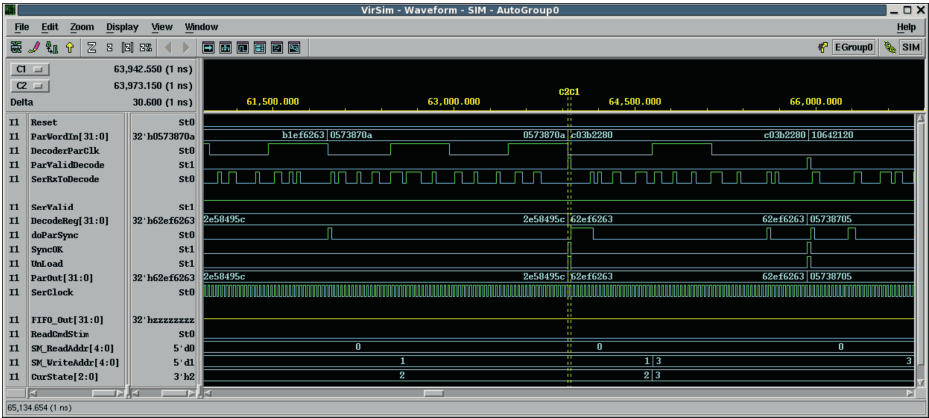 VirSim - Waveform - SIM - AutoGroup0
File Edit Zoom Display View Window Help
EGroup0 SIM
C1 63,942.550 (1 ns)
C2 63,973.150 (1 ns)
Delta 30.600 (1 ns)
C2C1
61,500.000 63,000.000 64,500.000 66,000.000
I1 Reset St0
I1 ParWordIn[31:0] 32'h0573870a b1ef6263 0573870a 0573870a c03b2280 c03b2280 10642120
I1 DecoderParClk St0
I1 ParValidDecode St1
I1 SerRxToDecode St0
I1 SerValid St1
I1 DecodeReg[31:0] 32'h62ef6263 2e58495c 2e58495c 62ef6263 62ef6263 05738705
I1 doParSync St0
I1 SyncOK St1
I1 UnLoad St1
I1 ParOut[31:0] 32'h62ef6263 2e58495c 2e58495c 62ef6263 62ef6263 05738705
I1 SerClock St0
I1 FIFO_Out[31:0] 32'hzzzzzzzz
I1 ReadCmdStim St0
I1 SM_ReadAddr[4:0] 5'd0 0 0 0
I1 SM_WriteAddr[4:0] 5'd1 1 1 3 3
I1 CurState[2:0] 3'h2 2 2 3
65,134.654 (1 ns)